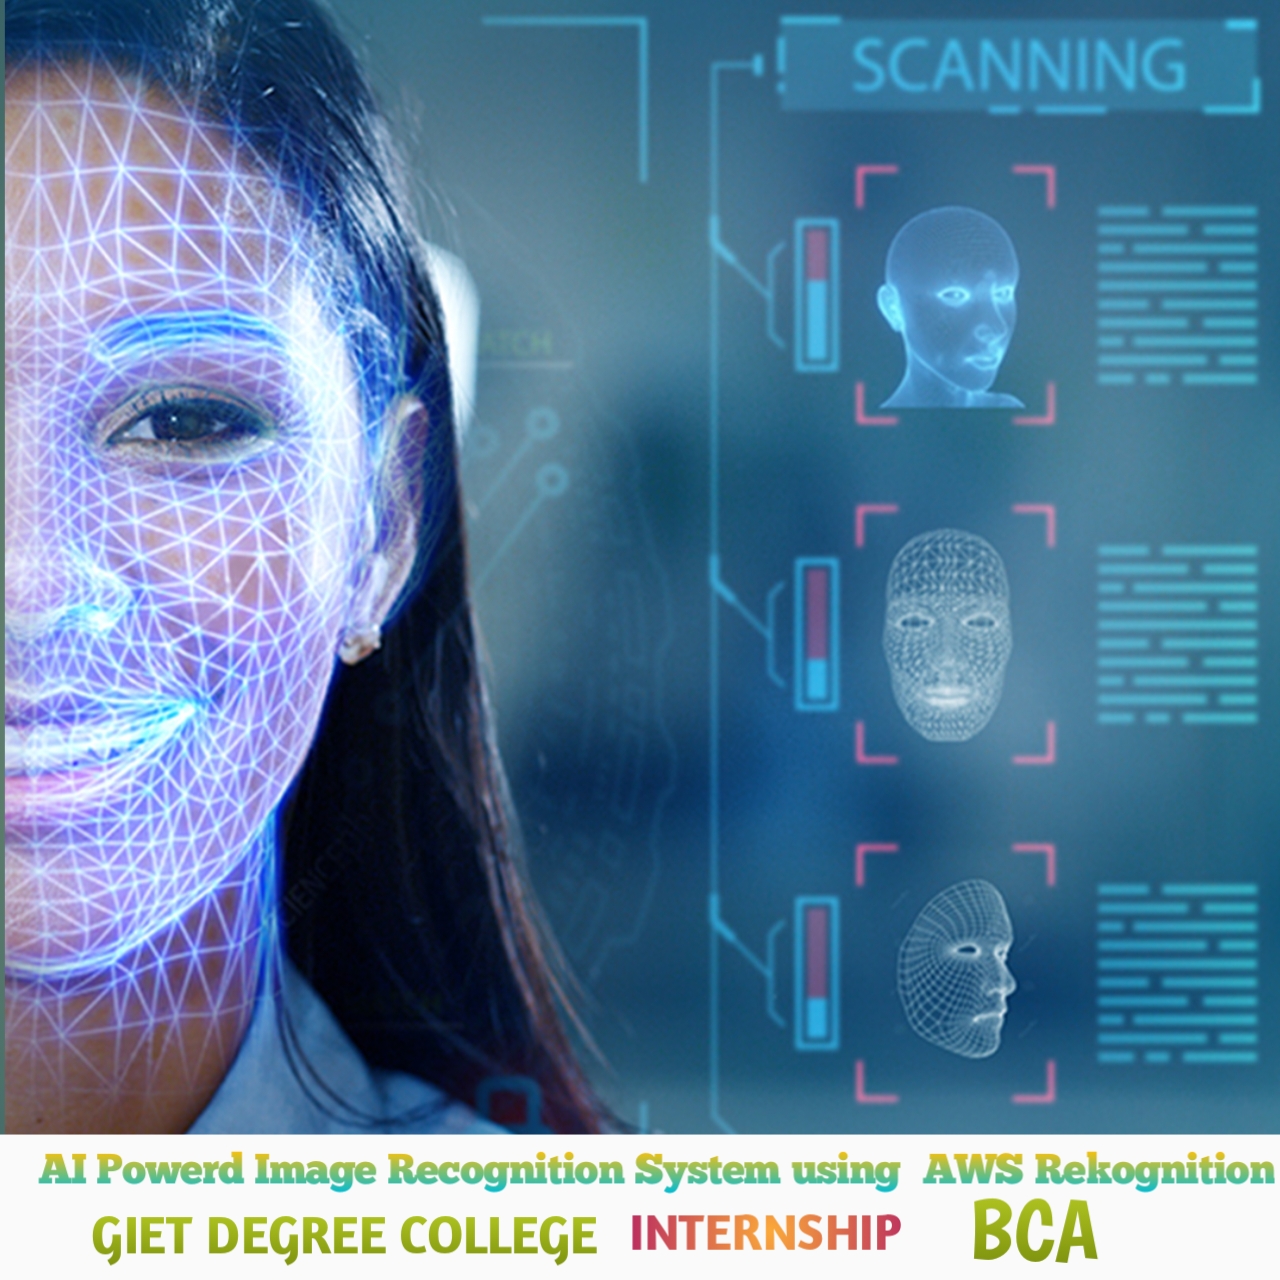 SCANNING
AI Powerd Image Recognition System using AWS Rekognition
GIET DEGREE COLLEGE INTERNSHIP BCA